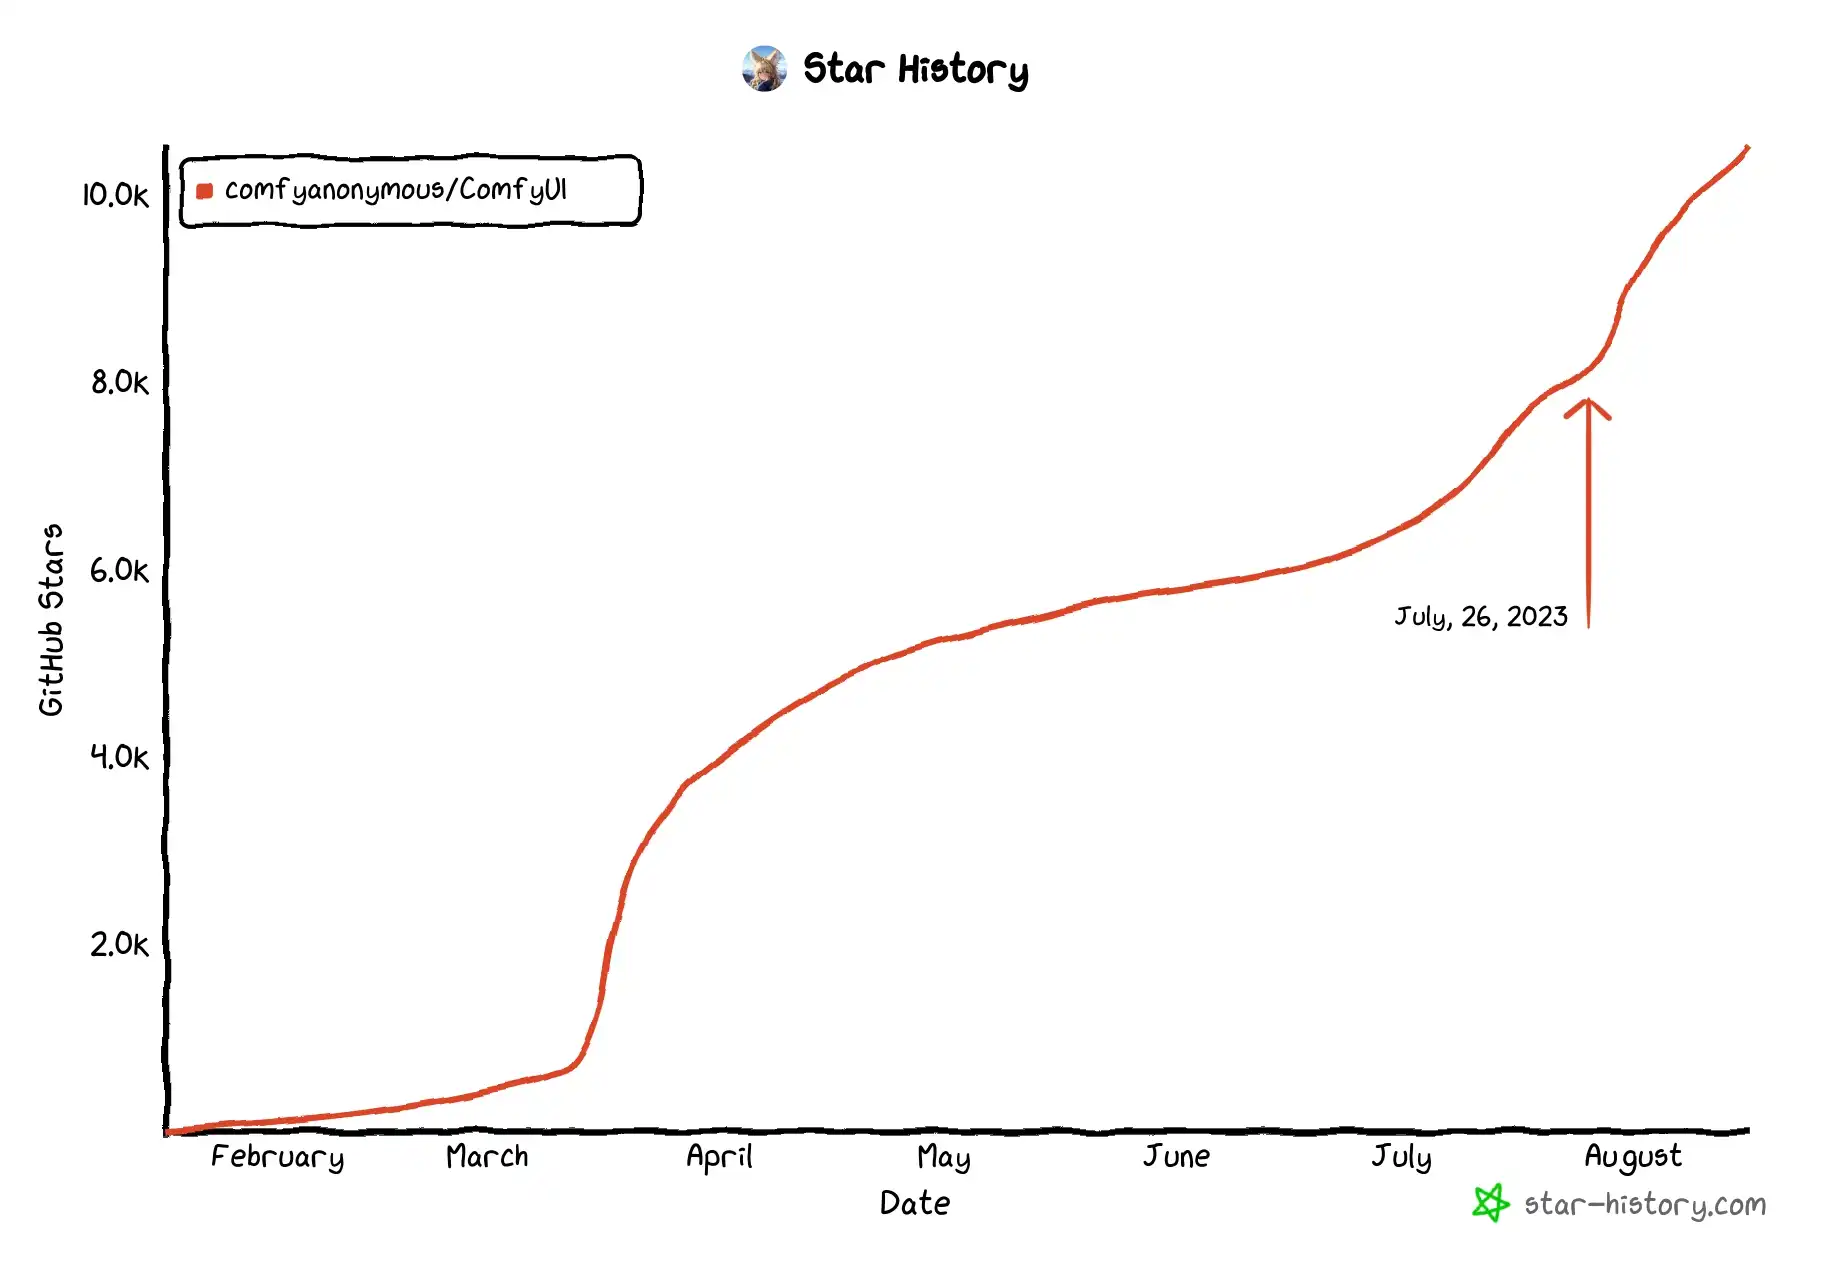 Star History
comfyanonymous/ComfyUI
10.0k
8.0k
6.0k
4.0k
2.0k
GitHub Stars
July, 26, 2023
February March April May June July August
Date
star-history.com